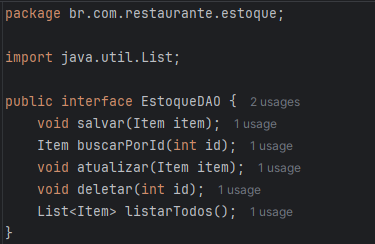 package br.com.restaurante.estoque;
import java.util.List;
public interface EstoqueDAO { 2 usages
void salvar(Item item); 1 usage
Item buscarPorId(int id); 1 usage
void atualizar(Item item); 1 usage
void deletar(int id); 1 usage
List<Item> listarTodos(); 1 usage
}